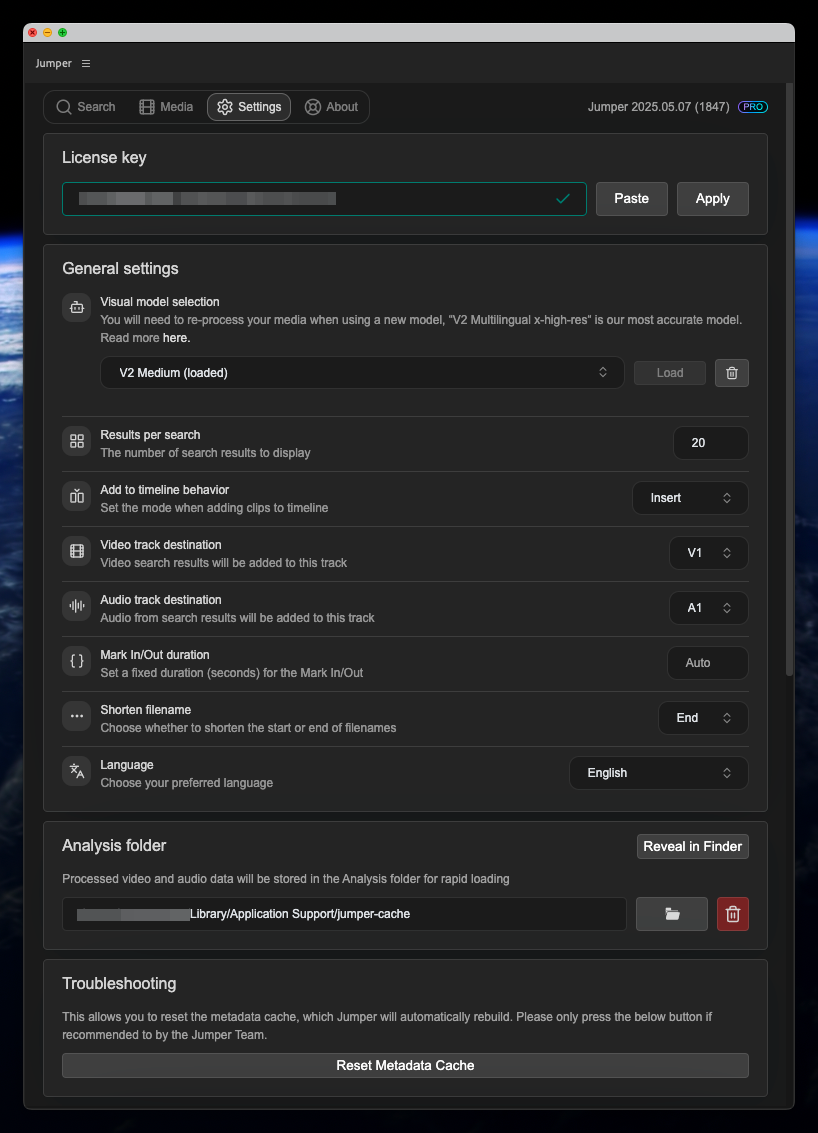 Jumper
Search Media Settings About
Jumper 2025.05.07 (1847) PRO
License key
Paste Apply
General settings
Visual model selection
You will need to re-process your media when using a new model, "V2 Multilingual x-high-res" is our most accurate model.
Read more here.
V2 Medium (loaded) Load
Results per search
The number of search results to display
20
Add to timeline behavior
Set the mode when adding clips to timeline
Insert
Video track destination
Video search results will be added to this track
V1
Audio track destination
Audio from search results will be added to this track
A1
Mark In/Out duration
Set a fixed duration (seconds) for the Mark In/Out
Auto
Shorten filename
Choose whether to shorten the start or end of filenames
End
Language
Choose your preferred language
English
Analysis folder
Reveal in Finder
Processed video and audio data will be stored in the Analysis folder for rapid loading
Library/Application Support/jumper-cache
Troubleshooting
This allows you to reset the metadata cache, which Jumper will automatically rebuild. Please only press the below button if
recommended to by the Jumper Team.
Reset Metadata Cache